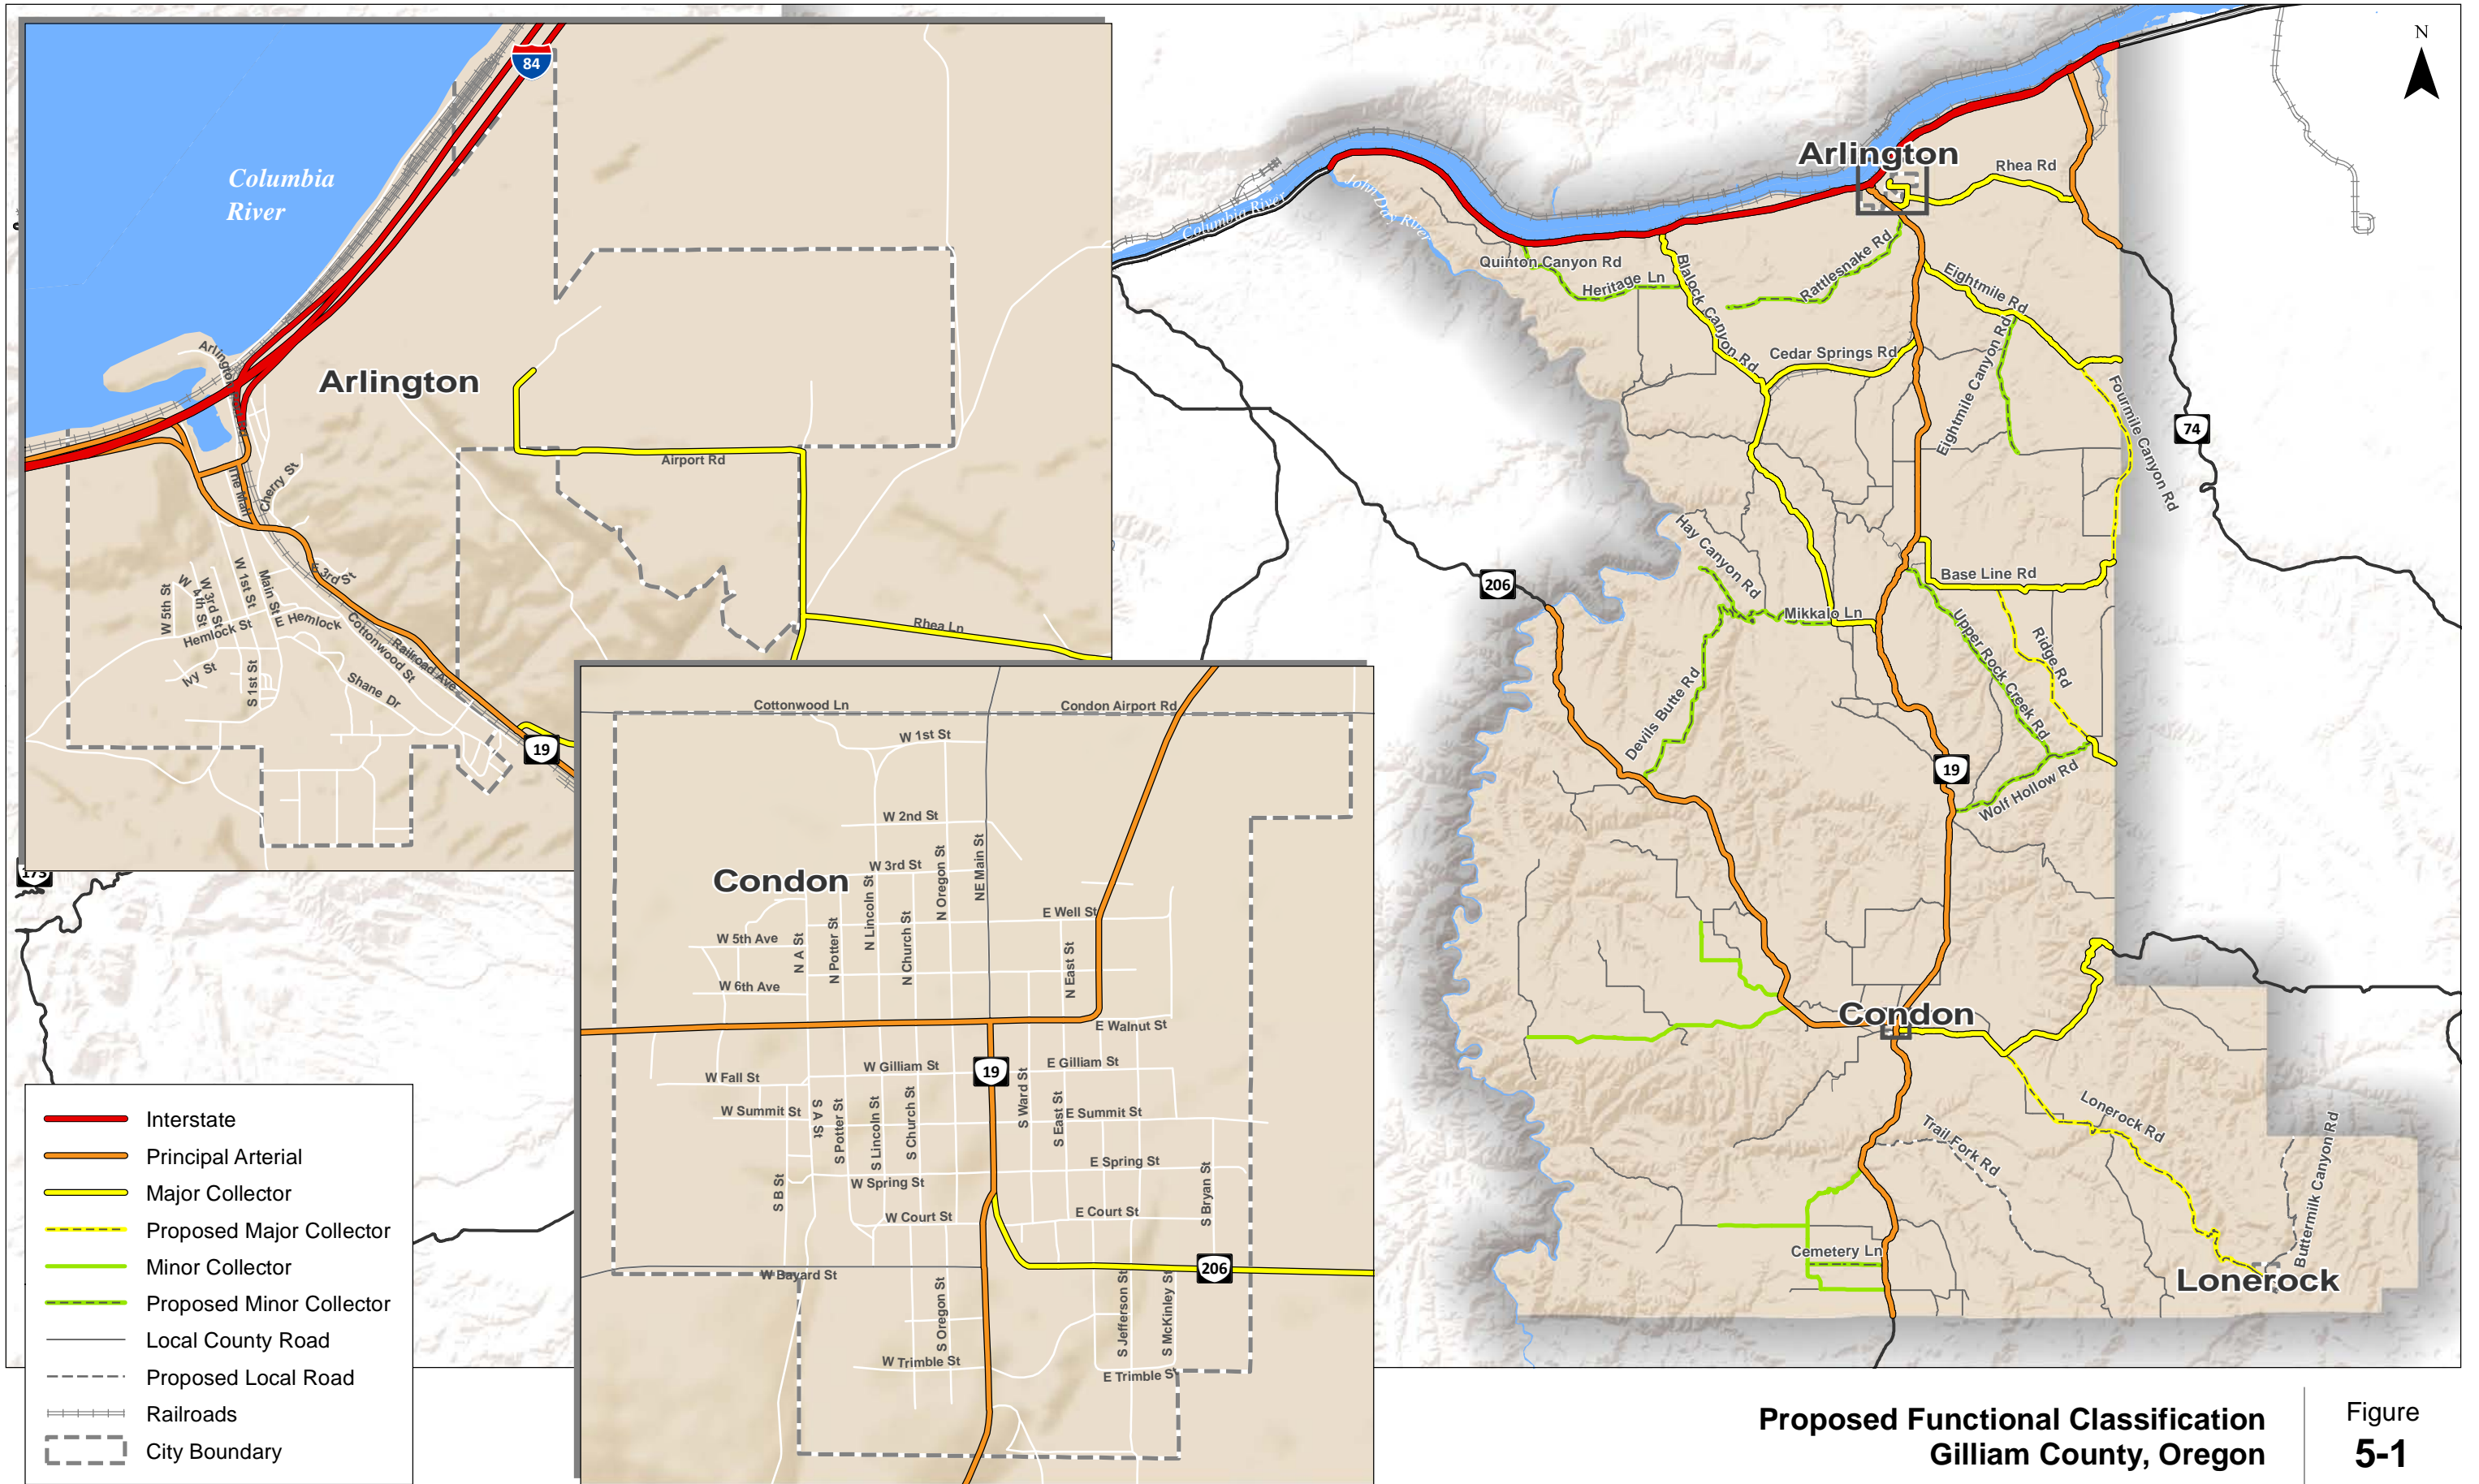 84
Columbia
River
Arlington
Arlington
Airport Rd
Cherry St
The Mall
E 3rd St
W 5th St
W 4th St
W 3rd St
W 1st St
Main St
E Hemlock
Hemlock St
Ivy St
S 1st St
Cottonwood St
Railroad Ave
Shane Dr
Rhea Ln
19
173
Cottonwood Ln
Condon Airport Rd
W 1st St
W 2nd St
W 3rd St
Condon
N Lincoln St
N Oregon St
NE Main St
E Well St
W 5th Ave
N A St
N Potter St
N Church St
N East St
W 6th Ave
E Walnut St
W Gilliam St
19
E Gilliam St
W Fall St
W Summit St
S A St
S Potter St
S Lincoln St
S Church St
S Ward St
S East St
E Summit St
E Spring St
W Spring St
S B St
S Bryan St
W Court St
E Court St
206
W Bayard St
S Oregon St
S Jefferson St
S McKinley St
W Trimble St
E Trimble St
N
Arlington
Rhea Rd
Columbia River
John Day River
Quinton Canyon Rd
Heritage Ln
Blalock Canyon Rd
Rattlesnake Rd
Eightmile Rd
Cedar Springs Rd
Eightmile Canyon Rd
Fourmile Canyon Rd
74
206
Hay Canyon Rd
Base Line Rd
Mikkalo Ln
Upper Rock Creek Rd
Ridge Rd
Devils Butte Rd
19
Wolf Hollow Rd
Condon
Lonerock Rd
Trail Fork Rd
Buttermilk Canyon Rd
Cemetery Ln
Lonerock
Interstate
Principal Arterial
Major Collector
Proposed Major Collector
Minor Collector
Proposed Minor Collector
Local County Road
Proposed Local Road
Railroads
City Boundary
Proposed Functional Classification
Gilliam County, Oregon
Figure
5-1